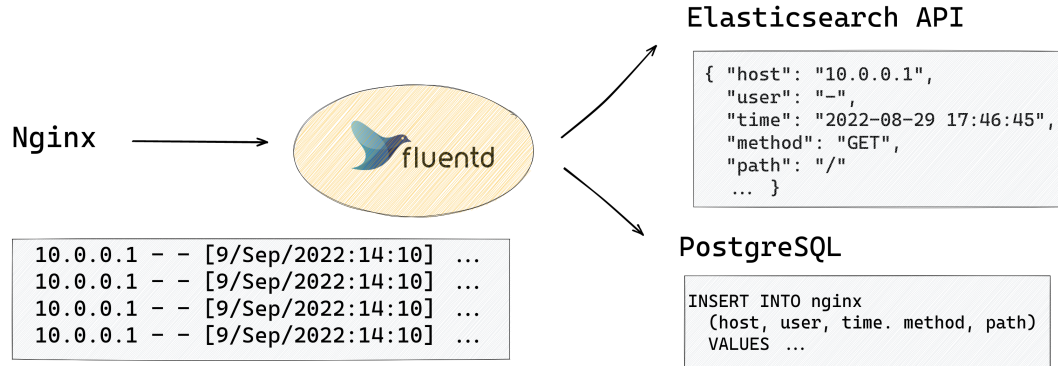 Elasticsearch API
{ "host": "10.0.0.1",
"user": "-",
"time": "2022-08-29 17:46:45",
"method": "GET",
"path": "/"
... }
Nginx
fluentd
10.0.0.1 - - [9/Sep/2022:14:10] ...
10.0.0.1 - - [9/Sep/2022:14:10] ...
10.0.0.1 - - [9/Sep/2022:14:10] ...
10.0.0.1 - - [9/Sep/2022:14:10] ...
PostgreSQL
INSERT INTO nginx
(host, user, time. method, path)
VALUES ...